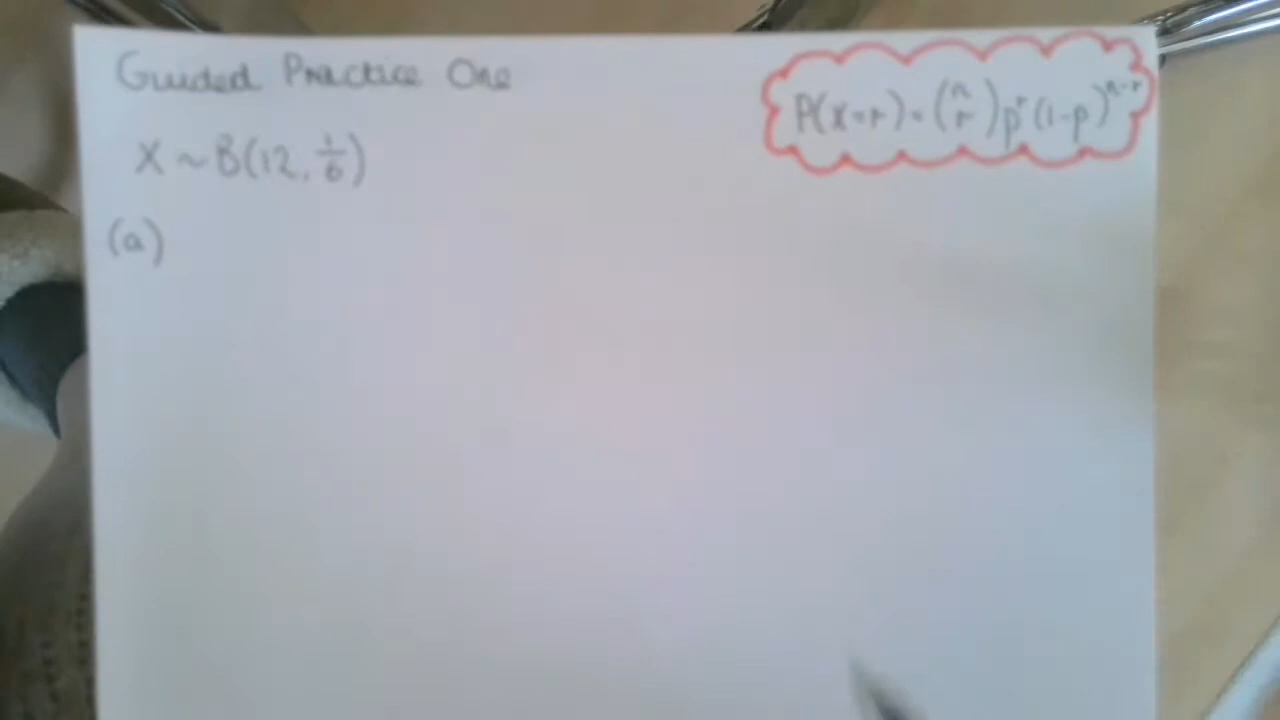 Guided Practice One
P(X=r) = (n r) p^r (1-p)^n-r
X ~ B(12, 1/6)
(a)